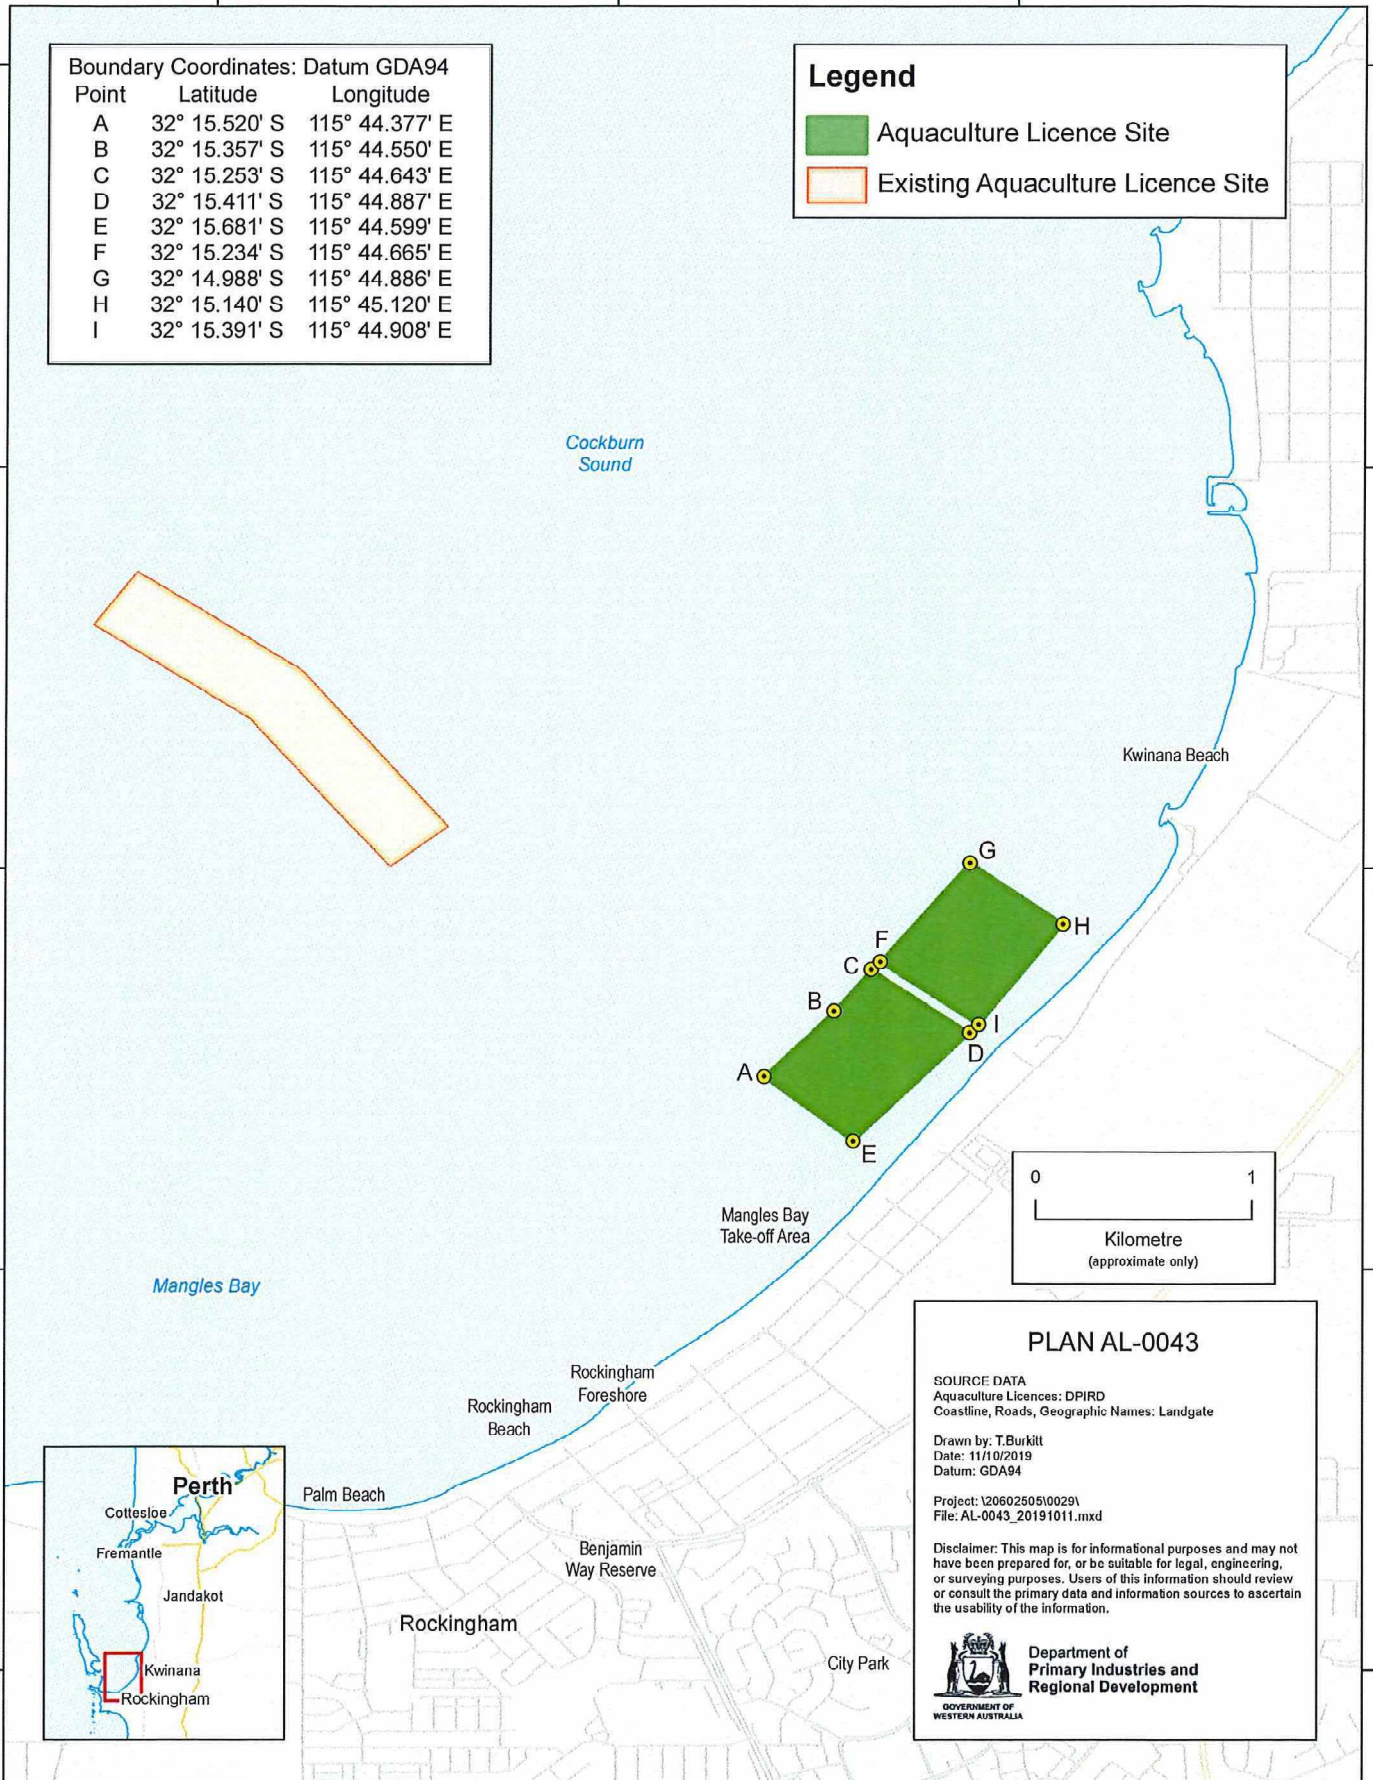 Boundary Coordinates: Datum GDA94
Point Latitude Longitude
A 32° 15.520' S 115° 44.377' E
B 32° 15.357' S 115° 44.550' E
C 32° 15.253' S 115° 44.643' E
D 32° 15.411' S 115° 44.887' E
E 32° 15.681' S 115° 44.599' E
F 32° 15.234' S 115° 44.665' E
G 32° 14.988' S 115° 44.886' E
H 32° 15.140' S 115° 45.120' E
I 32° 15.391' S 115° 44.908' E
Legend
Aquaculture Licence Site
Existing Aquaculture Licence Site
Cockburn
Sound
Kwinana Beach
G
H
F
C
B
I
D
A
E
Mangles Bay
Take-off Area
0 1
Kilometre
(approximate only)
Mangles Bay
Rockingham
Foreshore
Rockingham
Beach
Palm Beach
Benjamin
Way Reserve
Rockingham
City Park
Perth
Cottesloe
Fremantle
Jandakot
Kwinana
Rockingham
PLAN AL-0043
SOURCE DATA
Aquaculture Licences: DPIRD
Coastline, Roads, Geographic Names: Landgate
Drawn by: T.Burkitt
Date: 11/10/2019
Datum: GDA94
Project: \20602505\0029\
File: AL-0043_20191011.mxd
Disclaimer: This map is for informational purposes and may not
have been prepared for, or be suitable for legal, engineering,
or surveying purposes. Users of this information should review
or consult the primary data and information sources to ascertain
the usability of the information.
Department of
Primary Industries and
Regional Development
GOVERNMENT OF
WESTERN AUSTRALIA